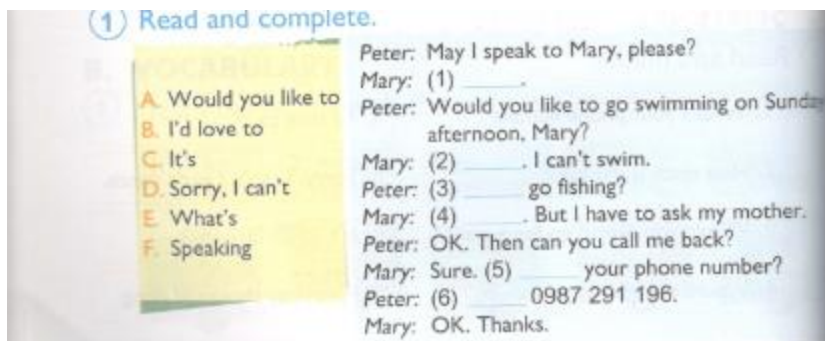 1 Read and complete.
A. Would you like to
B. I'd love to
C. It's
D. Sorry, I can't
E. What's
F. Speaking
Peter: May I speak to Mary, please?
Mary: (1) ______.
Peter: Would you like to go swimming on Sunday
afternoon, Mary?
Mary: (2) ______. I can't swim.
Peter: (3) ______ go fishing?
Mary: (4) ______. But I have to ask my mother.
Peter: OK. Then can you call me back?
Mary: Sure. (5) ______ your phone number?
Peter: (6) ______ 0987 291 196.
Mary: OK. Thanks.